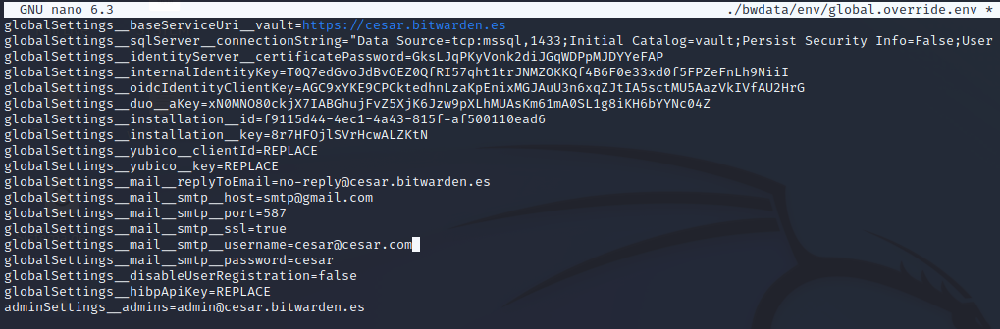 GNU nano 6.3 ./bwdata/env/global.override.env *
globalSettings__baseServiceUri__vault=https://cesar.bitwarden.es
globalSettings__sqlServer__connectionString="Data Source=tcp:mssql,1433;Initial Catalog=vault;Persist Security Info=False;User
globalSettings__identityServer__certificatePassword=GksLJqPKyVonk2diJGqWDPpMJDYYeFAP
globalSettings__internalIdentityKey=T0Q7edGvoJdBvOEZ0QfRI57qht1trJNMZOKKQf4B6F0e33xd0f5FPZeFnLh9NiiI
globalSettings__oidcIdentityClientKey=AGC9xYKE9CPCktedhnLzaKpEnixMGJAuU3n6xqZJtIA5sctMU5AazVkIVfAU2HrG
globalSettings__duo__aKey=xN0MNO80ckjX7IABGhujFvZ5XjK6Jzw9pXLhMUAsKm61mA0SL1g8iKH6bYYNc04Z
globalSettings__installation__id=f9115d44-4ec1-4a43-815f-af500110ead6
globalSettings__installation__key=8r7HFOjlSVrHcwALZKtN
globalSettings__yubico__clientId=REPLACE
globalSettings__yubico__key=REPLACE
globalSettings__mail__replyToEmail=no-reply@cesar.bitwarden.es
globalSettings__mail__smtp__host=smtp@gmail.com
globalSettings__mail__smtp__port=587
globalSettings__mail__smtp__ssl=true
globalSettings__mail__smtp__username=cesar@cesar.com
globalSettings__mail__smtp__password=cesar
globalSettings__disableUserRegistration=false
globalSettings__hibpApiKey=REPLACE
adminSettings__admins=admin@cesar.bitwarden.es